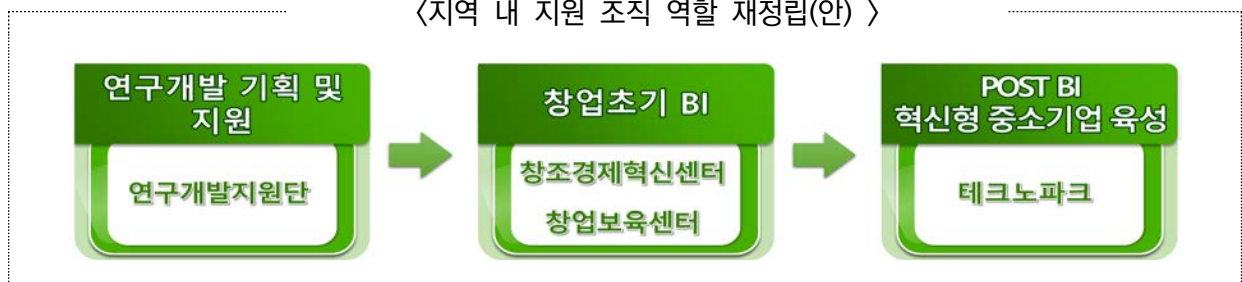 〈지역 내 지원 조직 역할 재정립(안) 〉
연구개발 기획 및
지원
연구개발지원단
창업초기 BI
창조경제혁신센터
창업보육센터
POST BI
혁신형 중소기업 육성
테크노파크